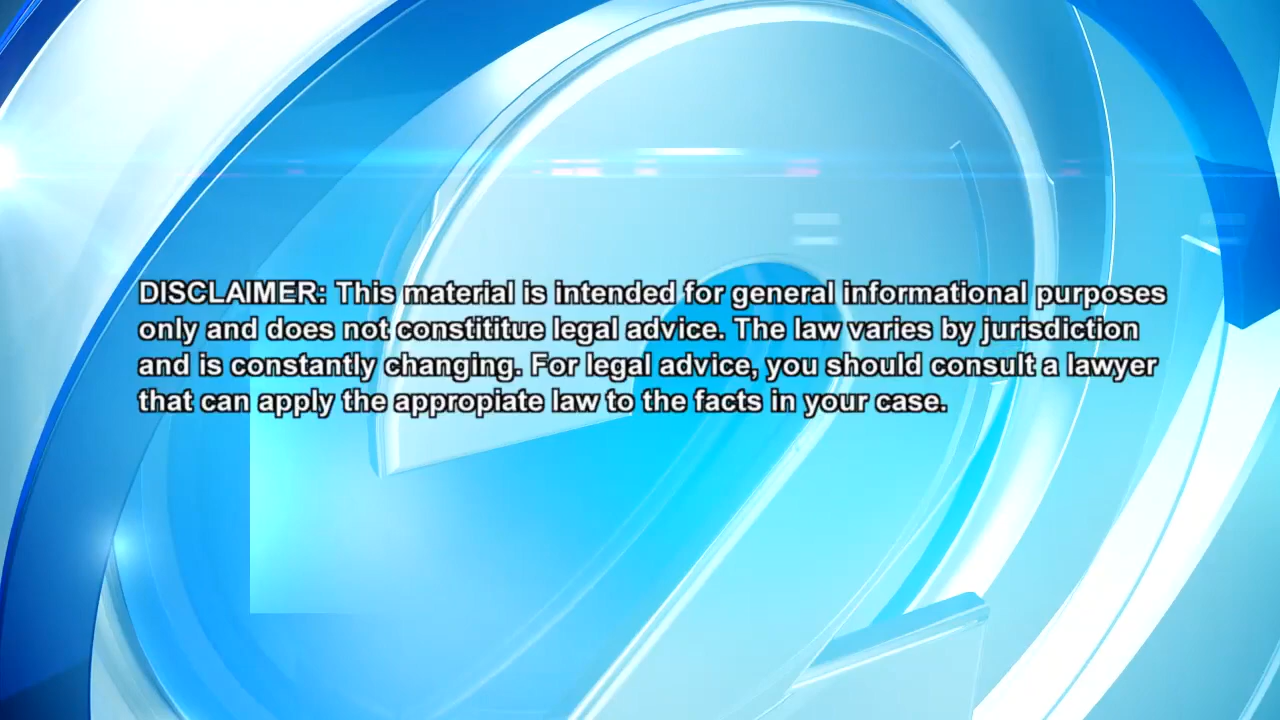 DISCLAIMER: This material is intended for general informational purposes
only and does not constititue legal advice. The law varies by jurisdiction
and is constantly changing. For legal advice, you should consult a lawyer
that can apply the appropiate law to the facts in your case.